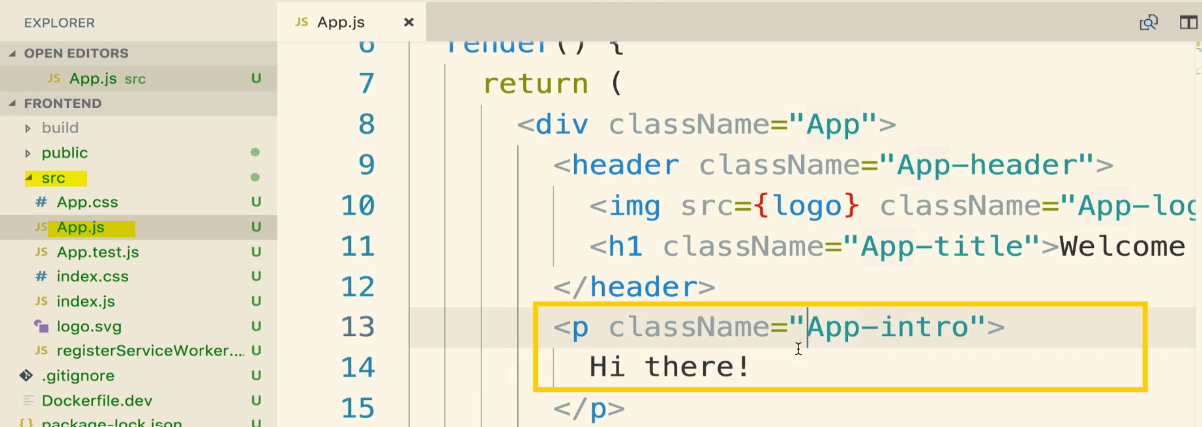 EXPLORER
OPEN EDITORS
JS App.js src U
FRONTEND
build
public
src
# App.css U
JS App.js U
JS App.test.js U
# index.css U
JS index.js U
logo.svg U
JS registerServiceWorker.... U
.gitignore U
Dockerfile.dev U
{} package-lock.json U
JS App.js ×
6 render() {
7 return (
8 <div className="App">
9 <header className="App-header">
10 <img src={logo} className="App-log
11 <h1 className="App-title">Welcome
12 </header>
13 <p className="App-intro">
14 Hi there!
15 </p>